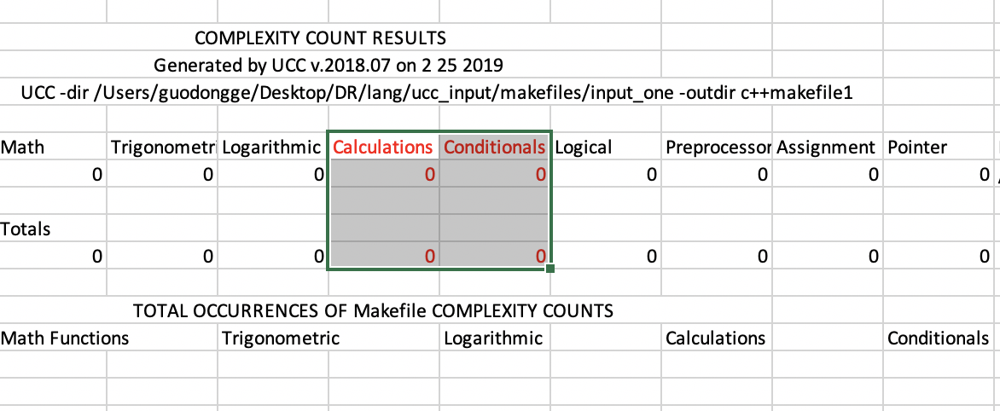 COMPLEXITY COUNT RESULTS
Generated by UCC v.2018.07 on 2 25 2019
UCC -dir /Users/guodongge/Desktop/DR/lang/ucc_input/makefiles/input_one -outdir c++makefile1
Math Trigonometri Logarithmic Calculations Conditionals Logical Preprocessor Assignment Pointer
0 0 0 0 0 0 0 0 0
Totals
0 0 0 0 0 0 0 0 0
TOTAL OCCURRENCES OF Makefile COMPLEXITY COUNTS
Math Functions Trigonometric Logarithmic Calculations Conditionals